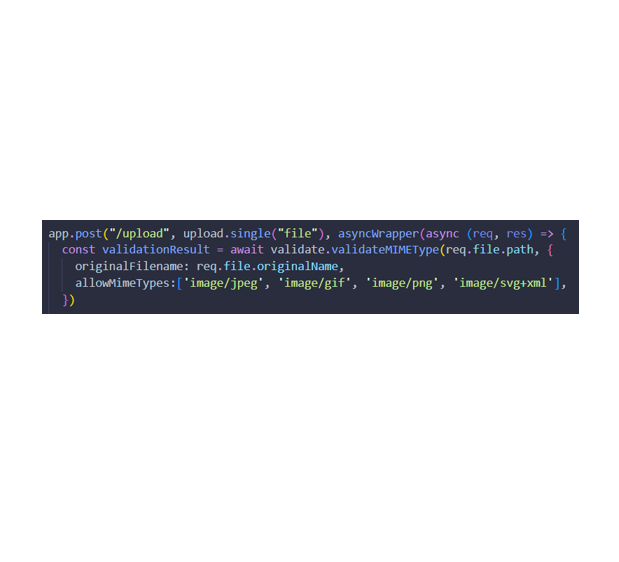 app.post("/upload", upload.single("file"), asyncWrapper(async (req, res) => {
const validationResult = await validate.validateMIMEType(req.file.path, {
originalFilename: req.file.originalName,
allowMimeTypes:['image/jpeg', 'image/gif', 'image/png', 'image/svg+xml'],
})